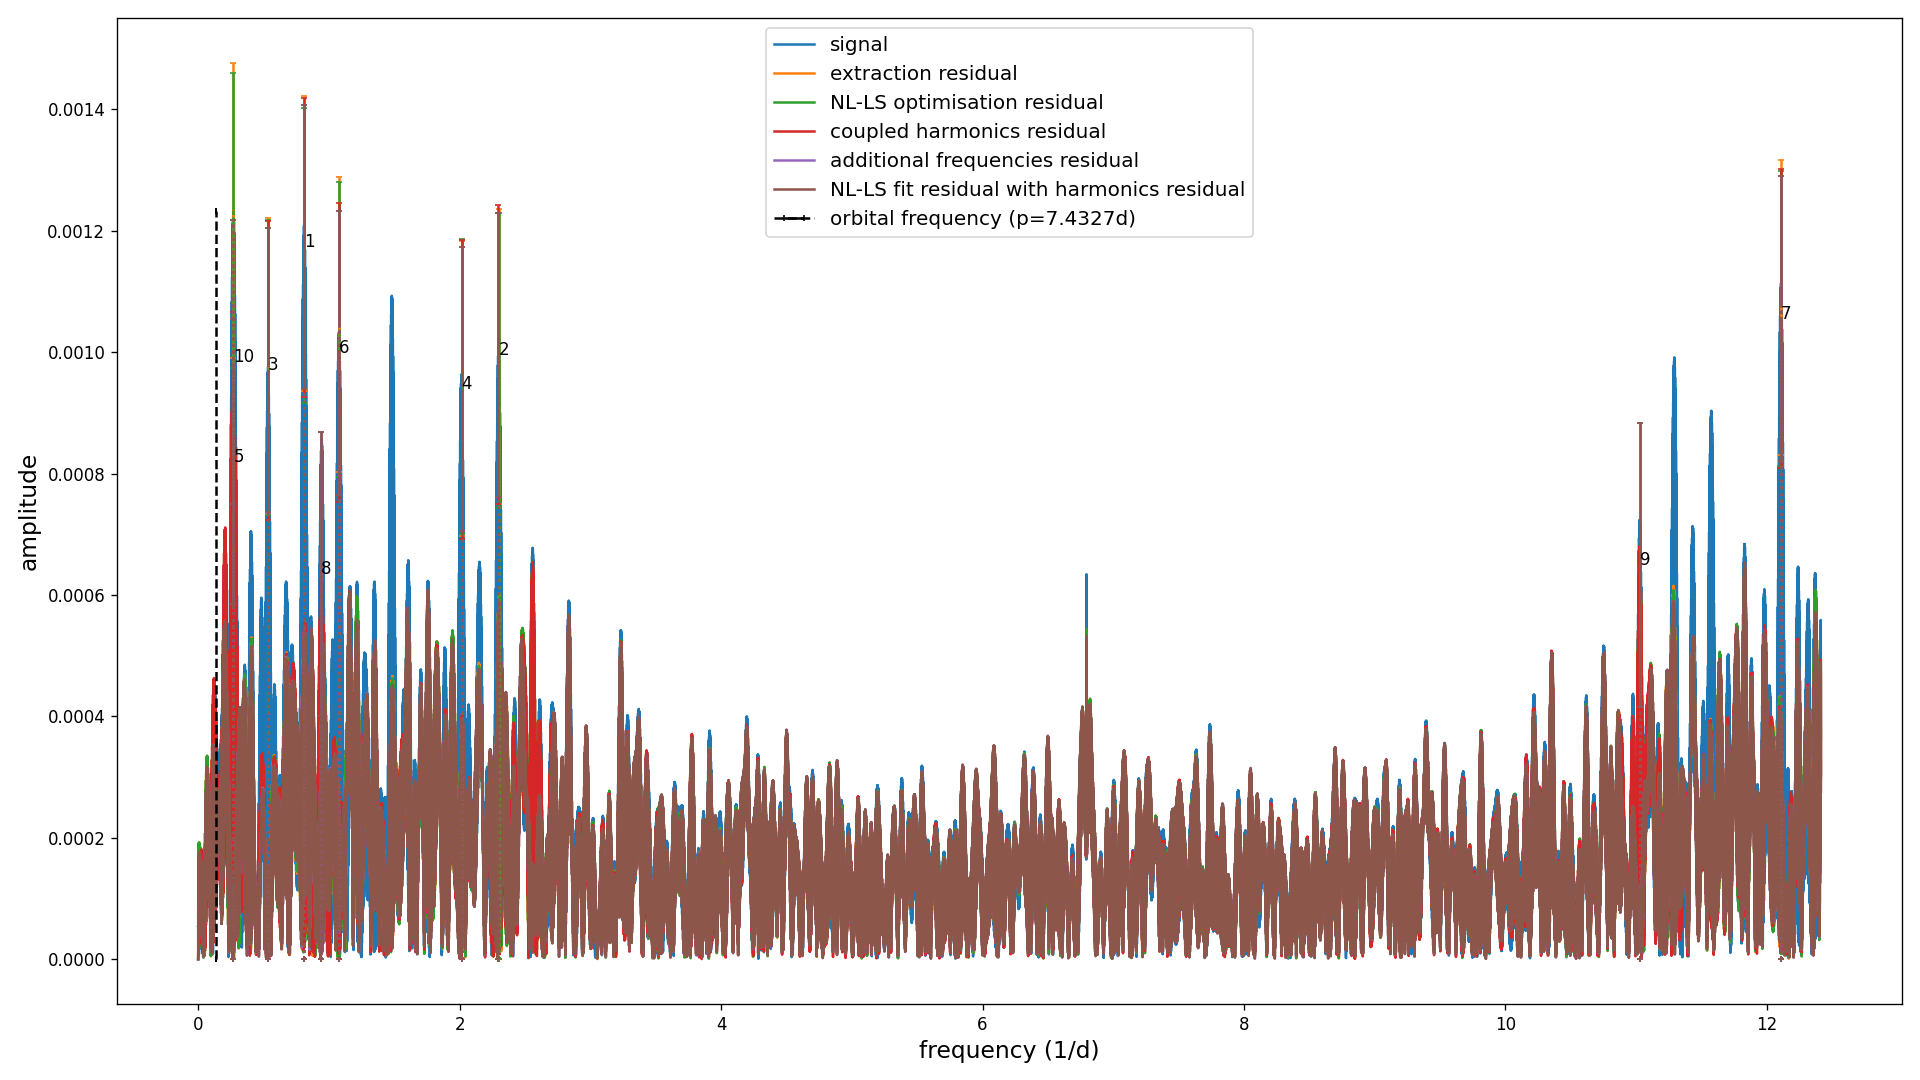 signal
extraction residual
NL-LS optimisation residual
coupled harmonics residual
additional frequencies residual
NL-LS fit residual with harmonics residual
orbital frequency (p=7.4327d)
amplitude
0.0014
0.0012
0.0010
0.0008
0.0006
0.0004
0.0002
0.0000
1
2
3
4
5
6
7
8
9
10
0 2 4 6 8 10 12
frequency (1/d)